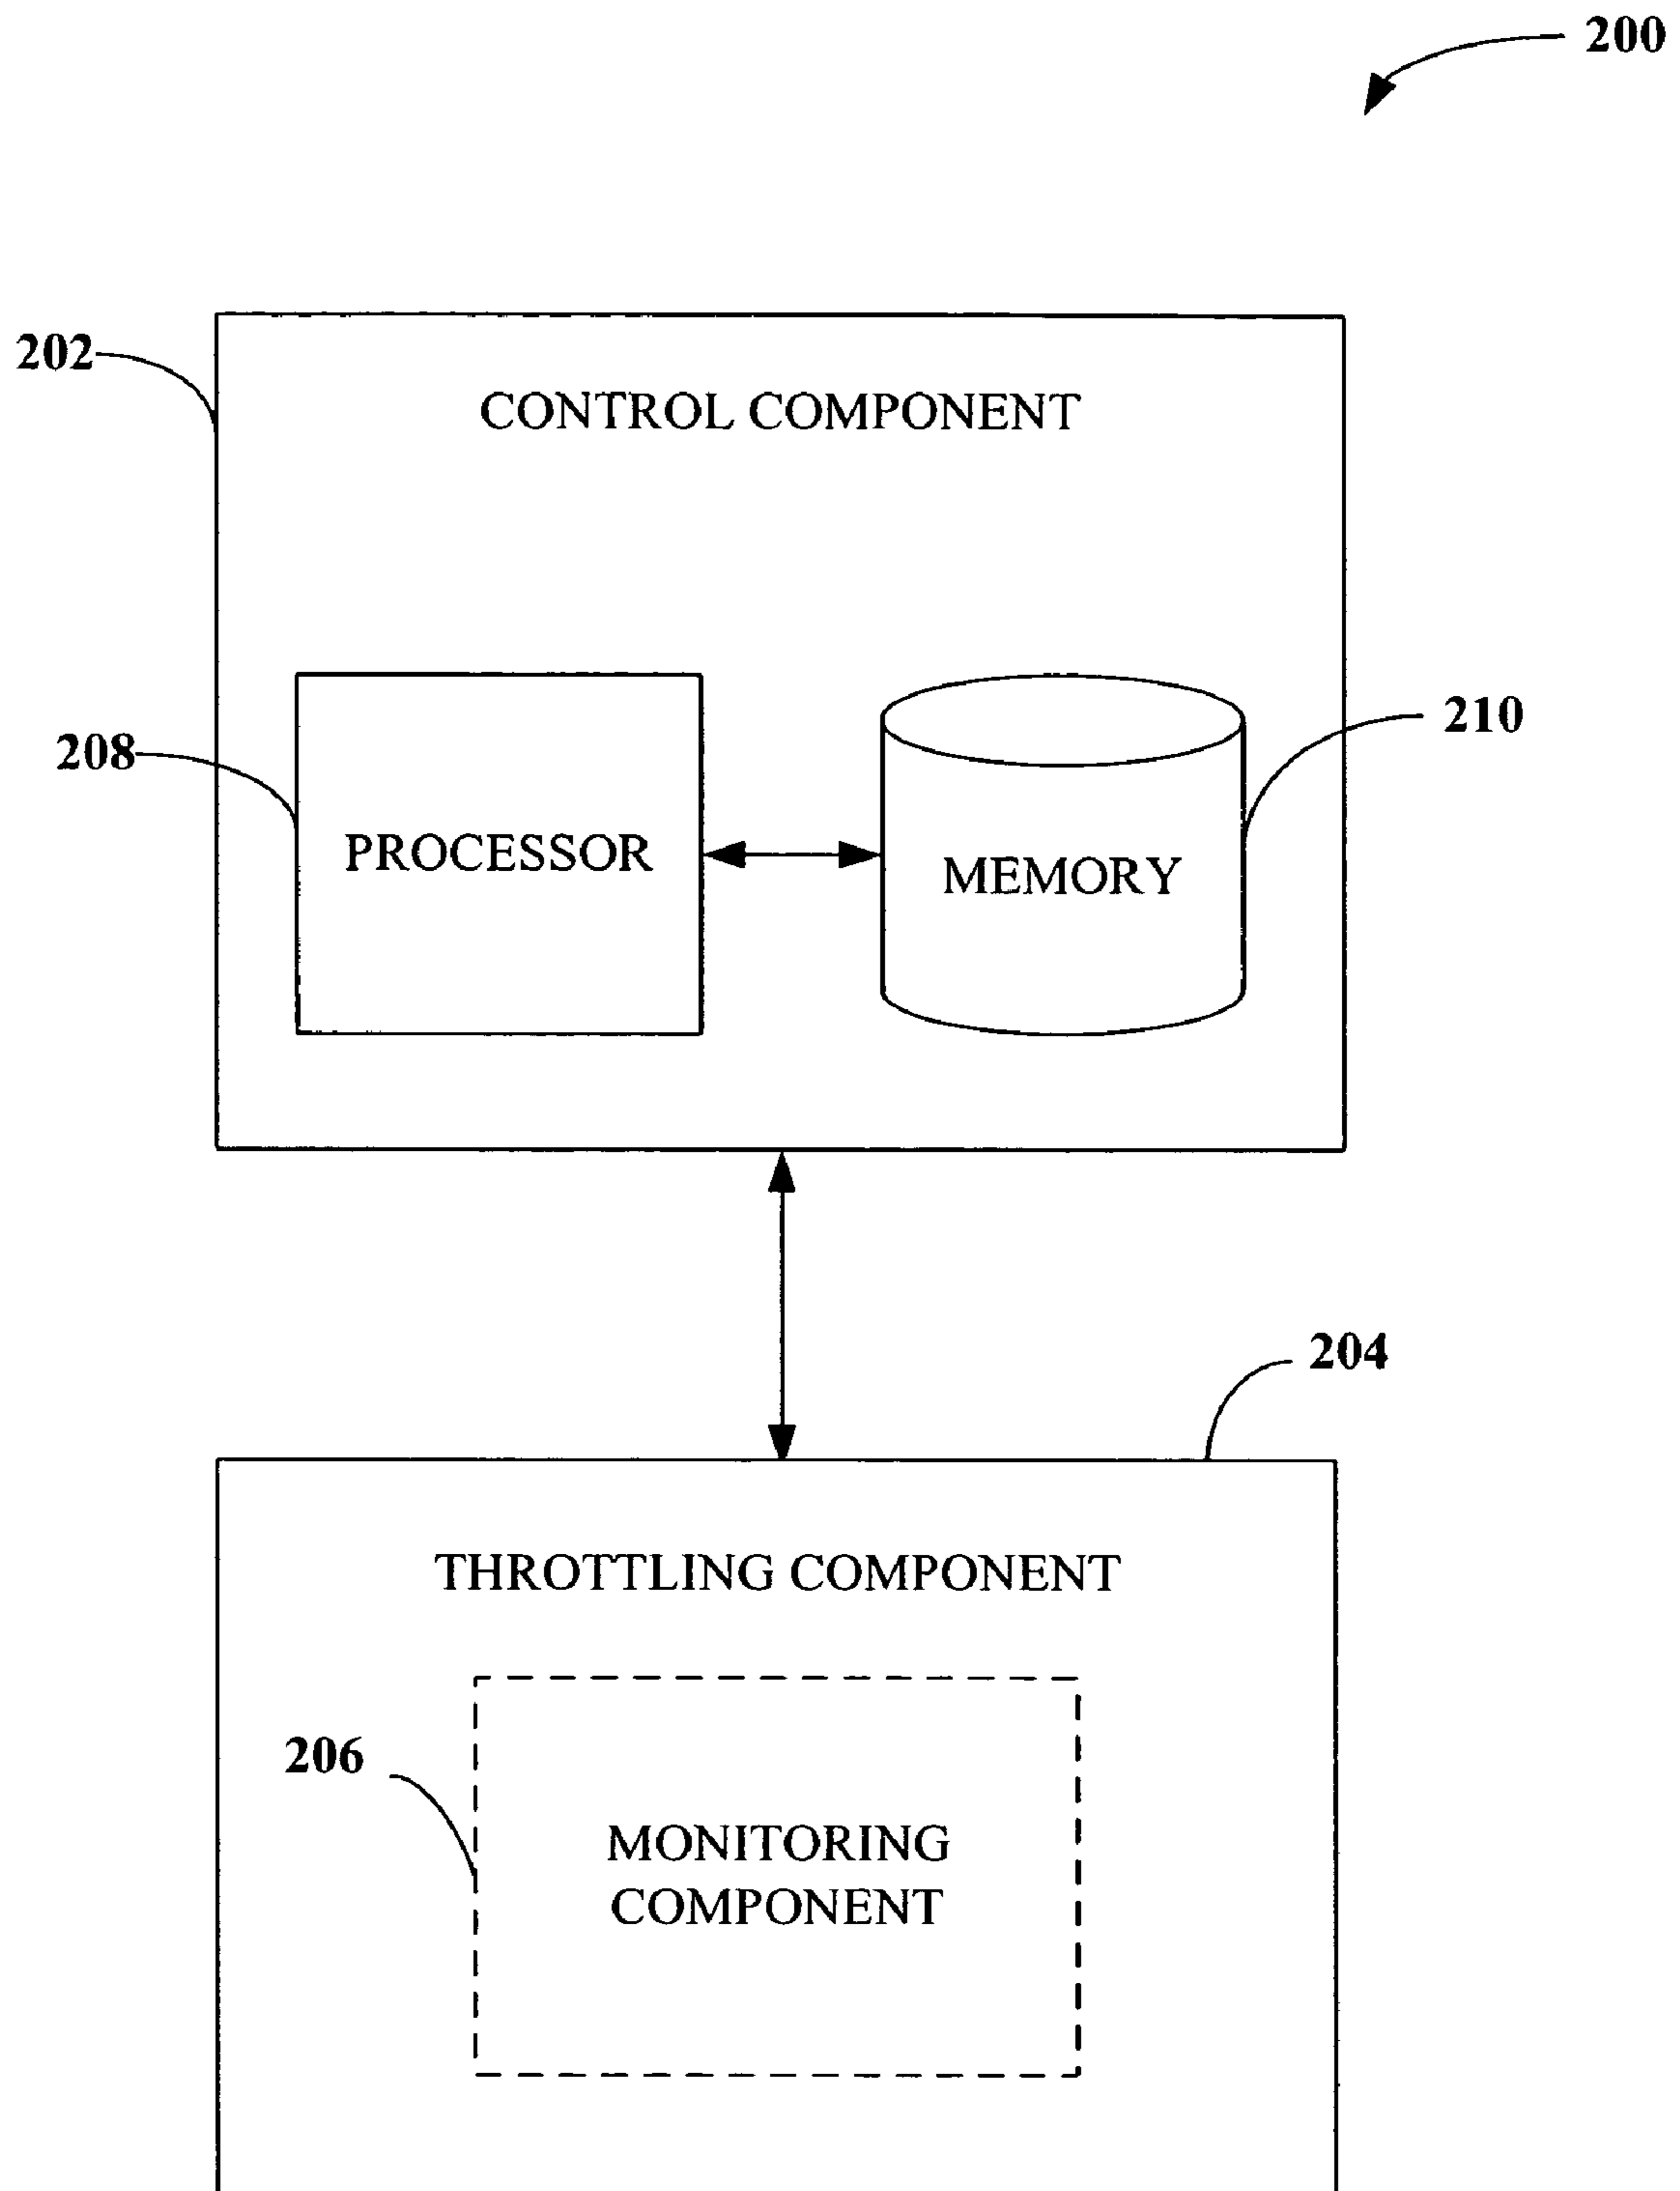 200
202
CONTROL COMPONENT
208
210
PROCESSOR
MEMORY
204
THROTTLING COMPONENT
206
MONITORING
COMPONENT